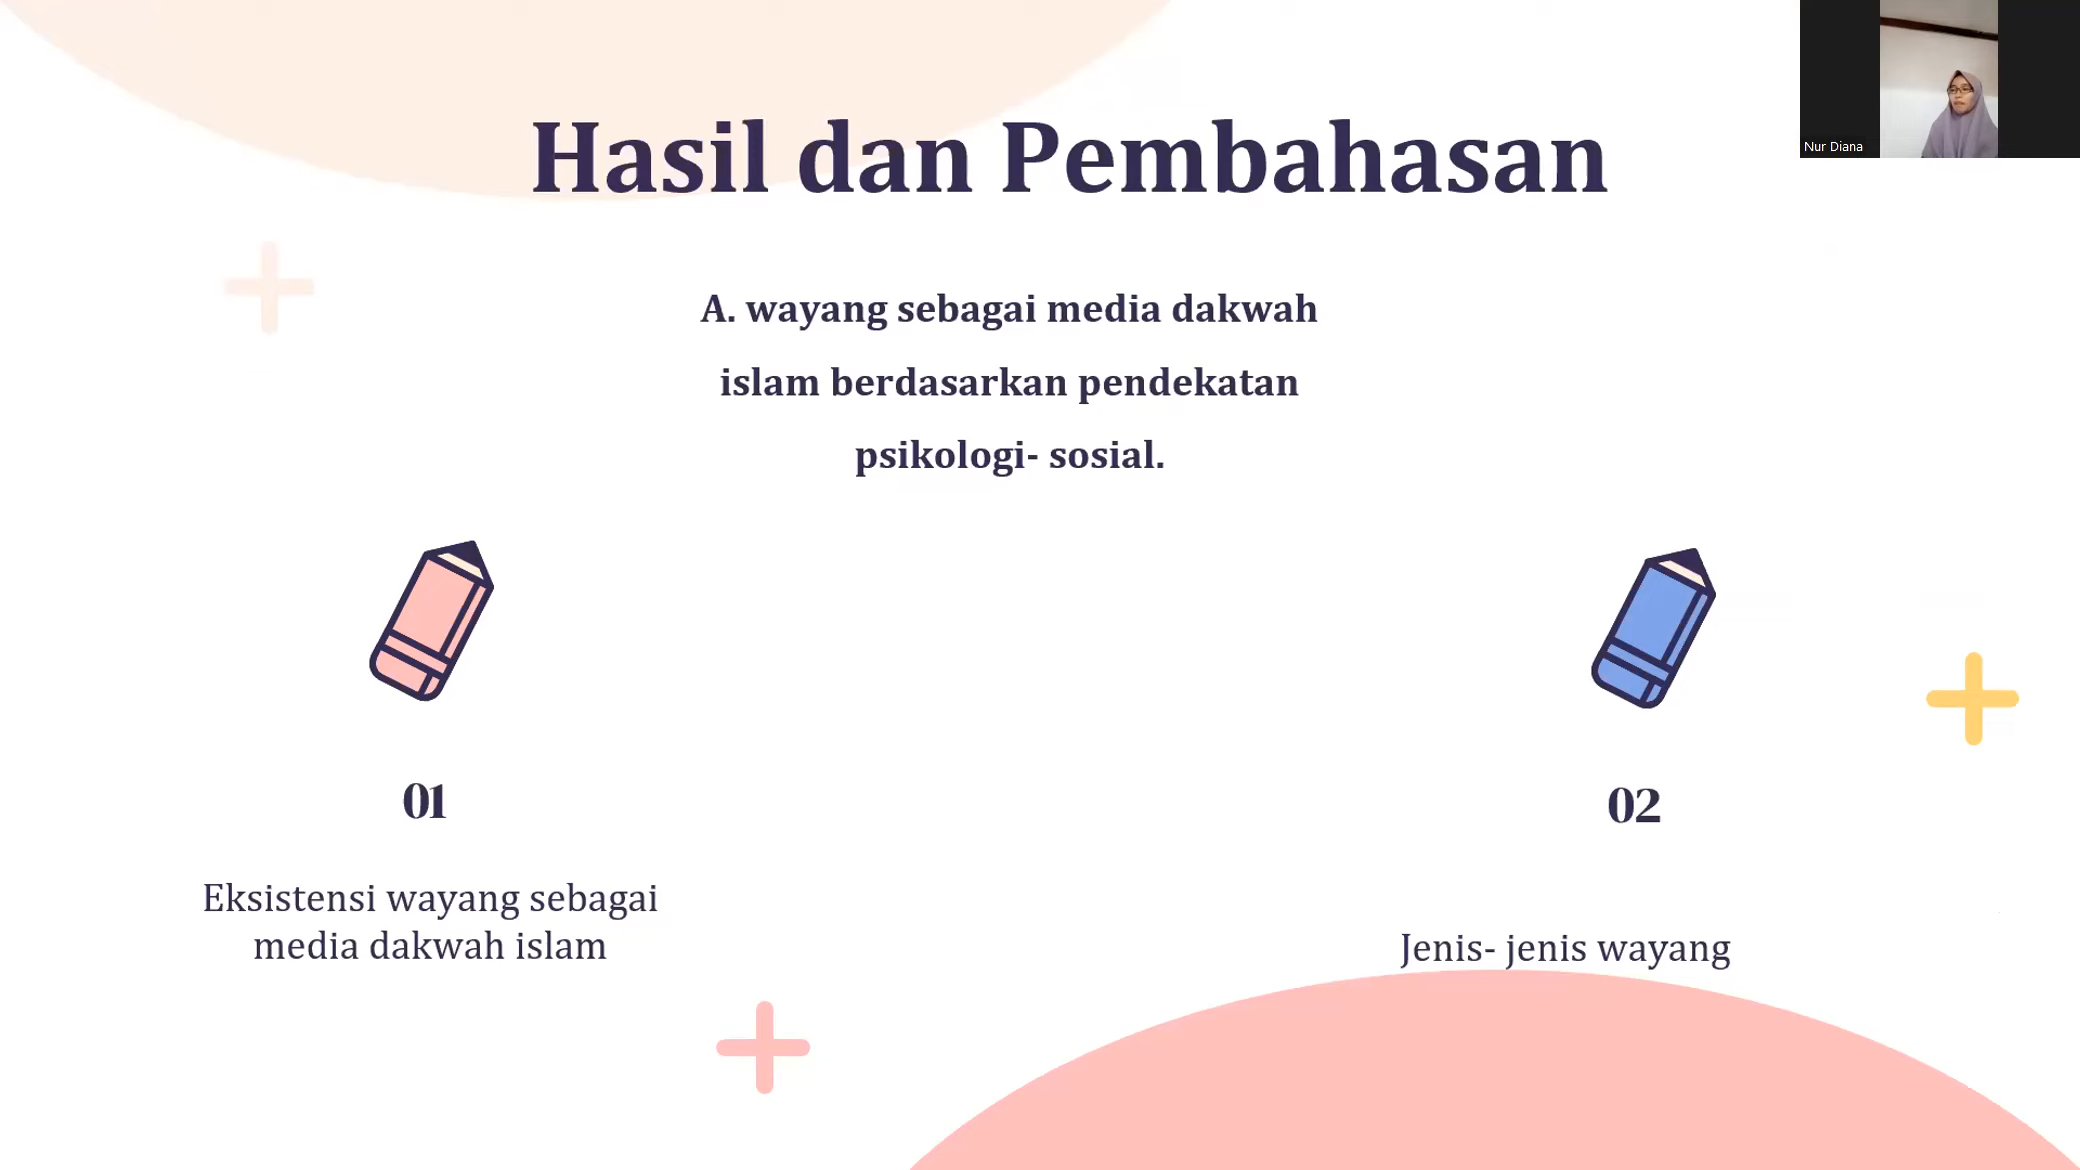 Hasil dan Pembahasan
Nur Diana
A. wayang sebagai media dakwah
islam berdasarkan pendekatan
psikologi- sosial.
01
Eksistensi wayang sebagai
media dakwah islam
02
Jenis- jenis wayang